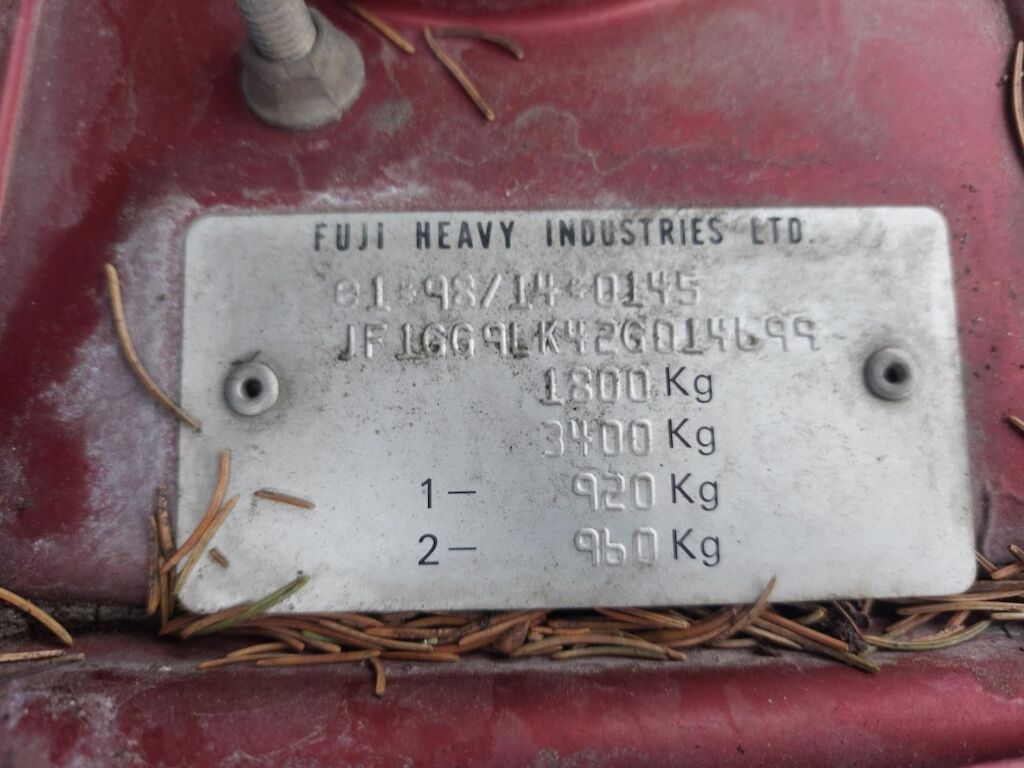 FUJI HEAVY INDUSTRIES LTD.
e1*98/14*0145
JF1GG9LK42G014699
1800 Kg
3400 Kg
1- 920 Kg
2- 960 Kg